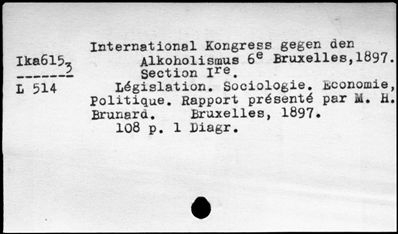 International Kongress gegen den
Ika615₃ Alkoholismus 6e Bruxelles, 1897.
Section Ire.
L 514 Législation. Sociologie. Economie,
Politique. Rapport présenté par M. H.
Brunard. Bruxelles, 1897.
108 p. 1 Diagr.